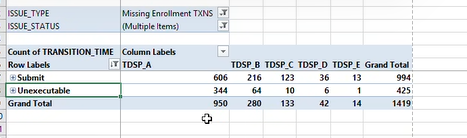 ISSUE_TYPE Missing Enrollment TXNS
ISSUE_STATUS (Multiple Items)
Count of TRANSITION_TIME Column Labels
Row Labels TDSP_A TDSP_B TDSP_C TDSP_D TDSP_E Grand Total
Submit 606 216 123 36 13 994
Unexecutable 344 64 10 6 1 425
Grand Total 950 280 133 42 14 1419